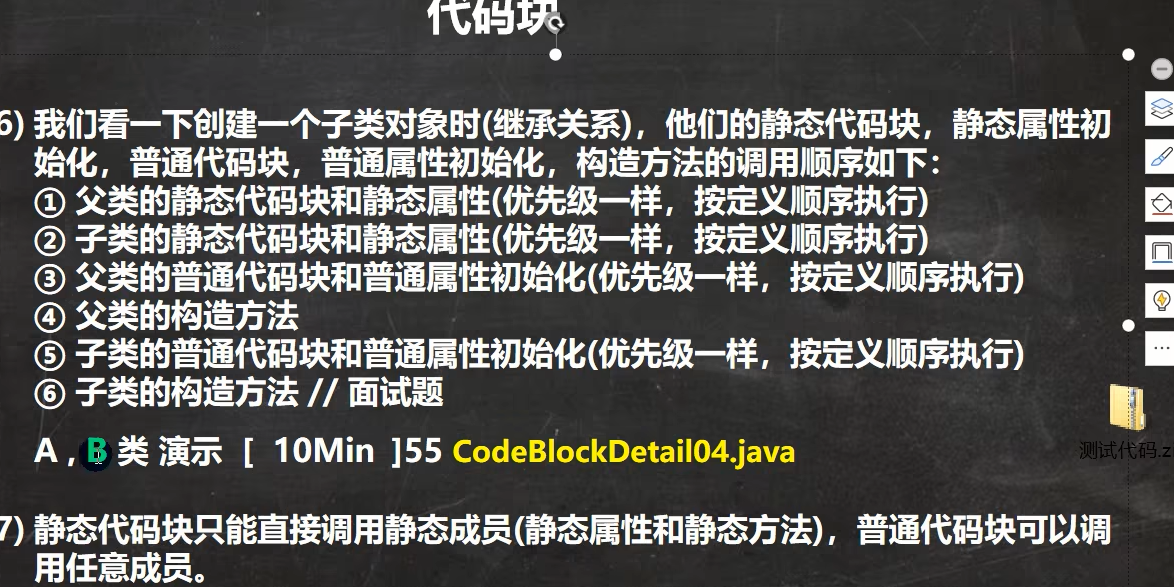 代码块
6) 我们看一下创建一个子类对象时(继承关系)，他们的静态代码块，静态属性初
始化，普通代码块，普通属性初始化，构造方法的调用顺序如下：
① 父类的静态代码块和静态属性(优先级一样，按定义顺序执行)
② 子类的静态代码块和静态属性(优先级一样，按定义顺序执行)
③ 父类的普通代码块和普通属性初始化(优先级一样，按定义顺序执行)
④ 父类的构造方法
⑤ 子类的普通代码块和普通属性初始化(优先级一样，按定义顺序执行)
⑥ 子类的构造方法 // 面试题
A , B 类 演示 [ 10Min ]55 CodeBlockDetail04.java
测试代码.z
7) 静态代码块只能直接调用静态成员(静态属性和静态方法)，普通代码块可以调
用任意成员。